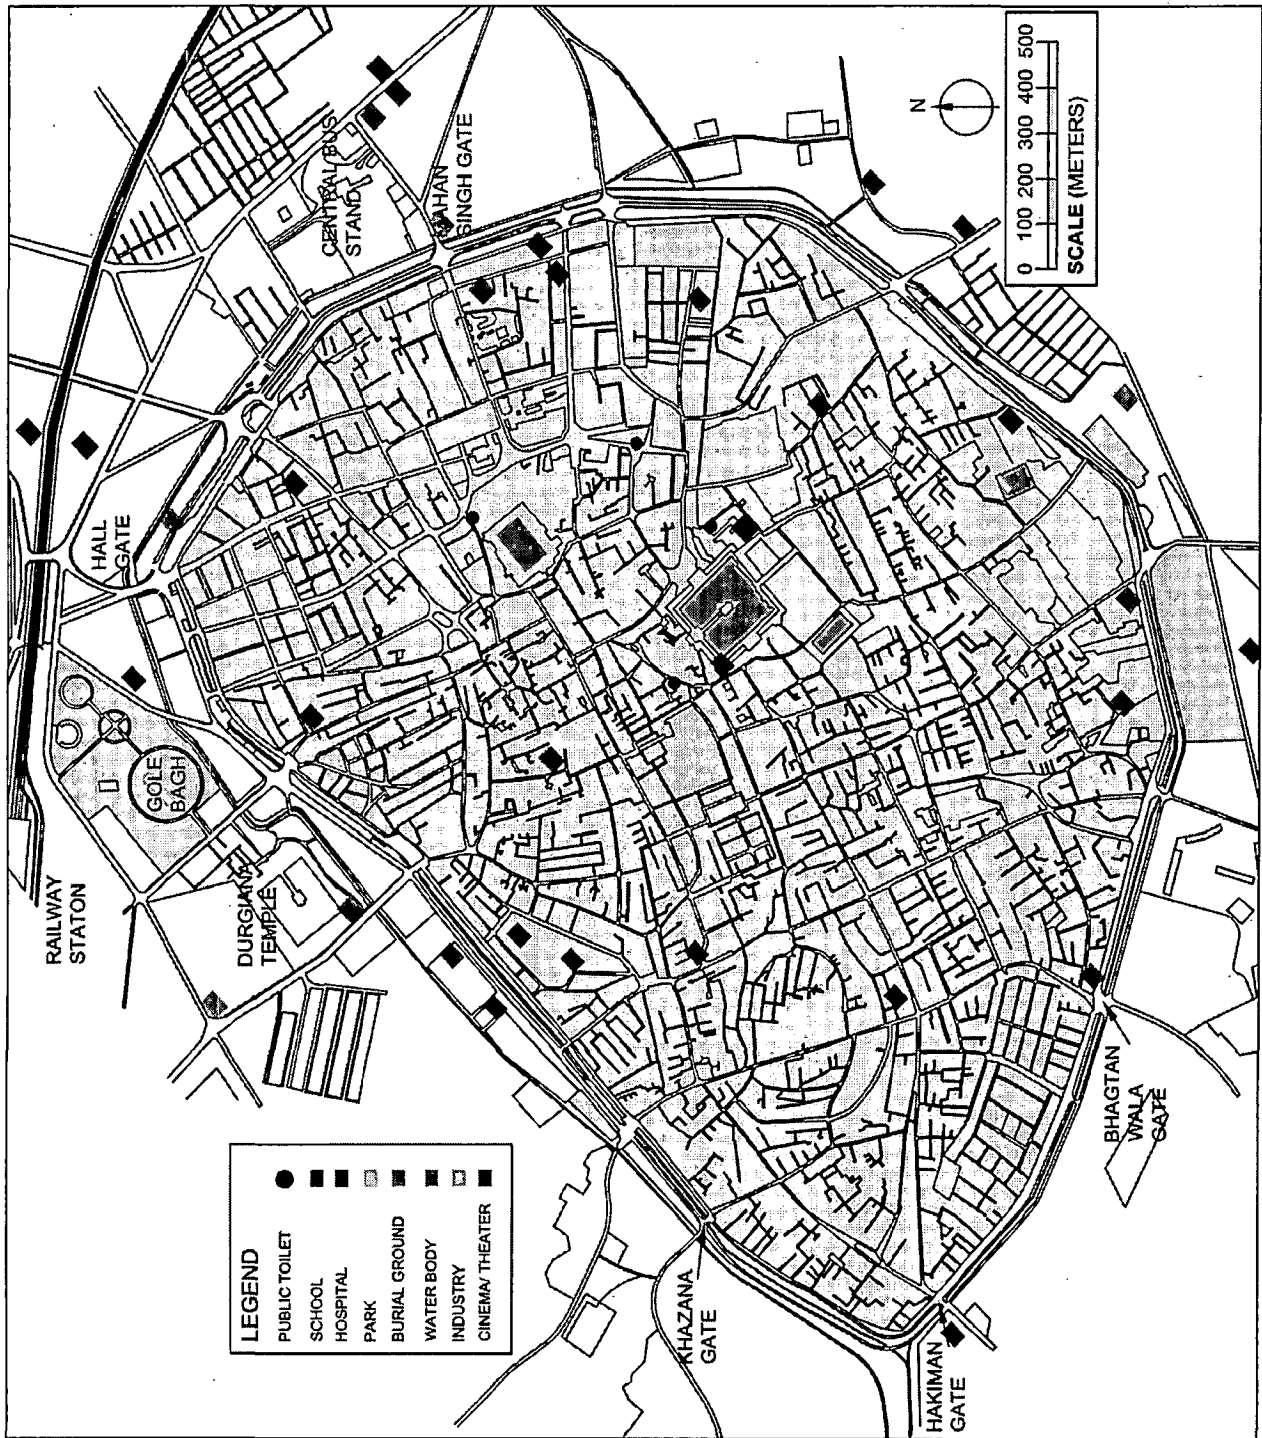 RAILWAY
STATON
HALL
GATE
GOLE
BAGH
DURGIANA
TEMPLE
CENTRAL BUS
STAND
SINGH GATE
LEGEND
PUBLIC TOILET
SCHOOL
HOSPITAL
PARK
BURIAL GROUND
WATER BODY
INDUSTRY
CINEMA/ THEATER
KHAZANA
GATE
HAKIMAN
GATE
BHAGTAN
WALA
GATE
N
0 100 200 300 400 500
SCALE (METERS)